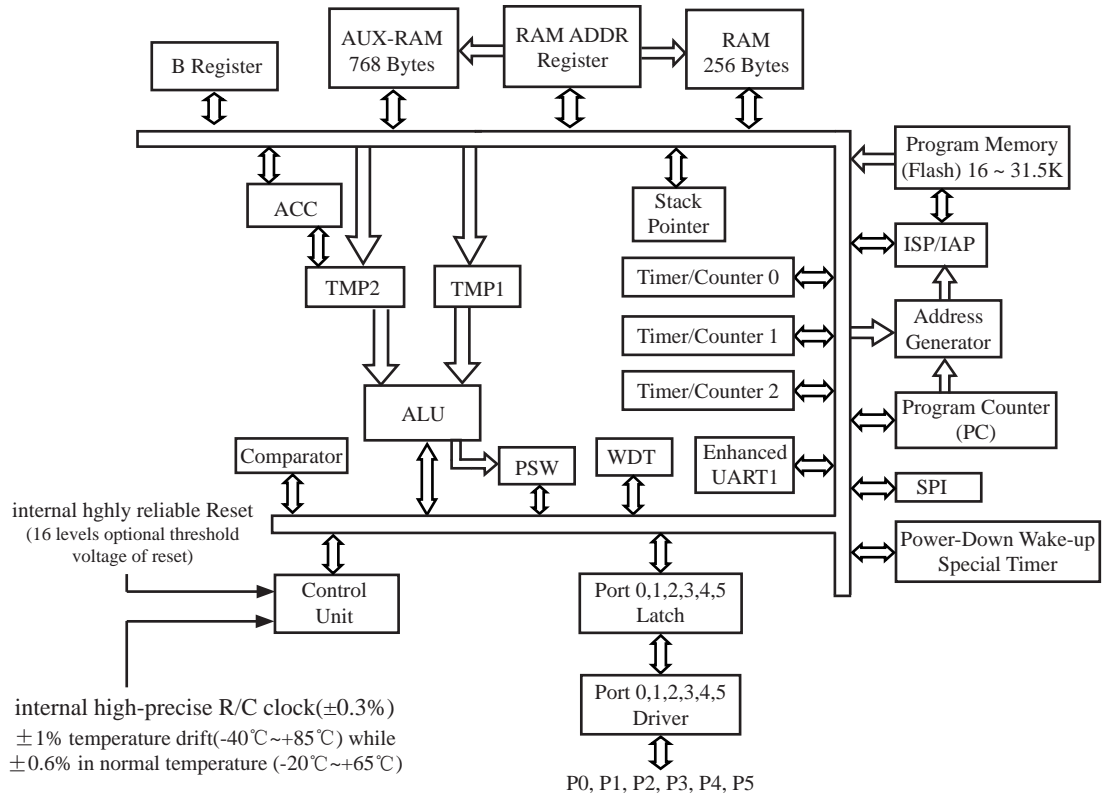 B Register
AUX-RAM
768 Bytes
RAM ADDR
Register
RAM
256 Bytes
Program Memory
(Flash) 16 ~ 31.5K
ACC
Stack
Pointer
ISP/IAP
TMP2
TMP1
Timer/Counter 0
Timer/Counter 1
Address
Generator
Timer/Counter 2
ALU
Program Counter
(PC)
Comparator
PSW
WDT
Enhanced
UART1
SPI
internal hghly reliable Reset
(16 levels optional threshold
voltage of reset)
Power-Down Wake-up
Special Timer
Control
Unit
Port 0,1,2,3,4,5
Latch
internal high-precise R/C clock(±0.3%)
±1% temperature drift(-40℃~+85℃) while
±0.6% in normal temperature (-20℃~+65℃)
Port 0,1,2,3,4,5
Driver
P0, P1, P2, P3, P4, P5